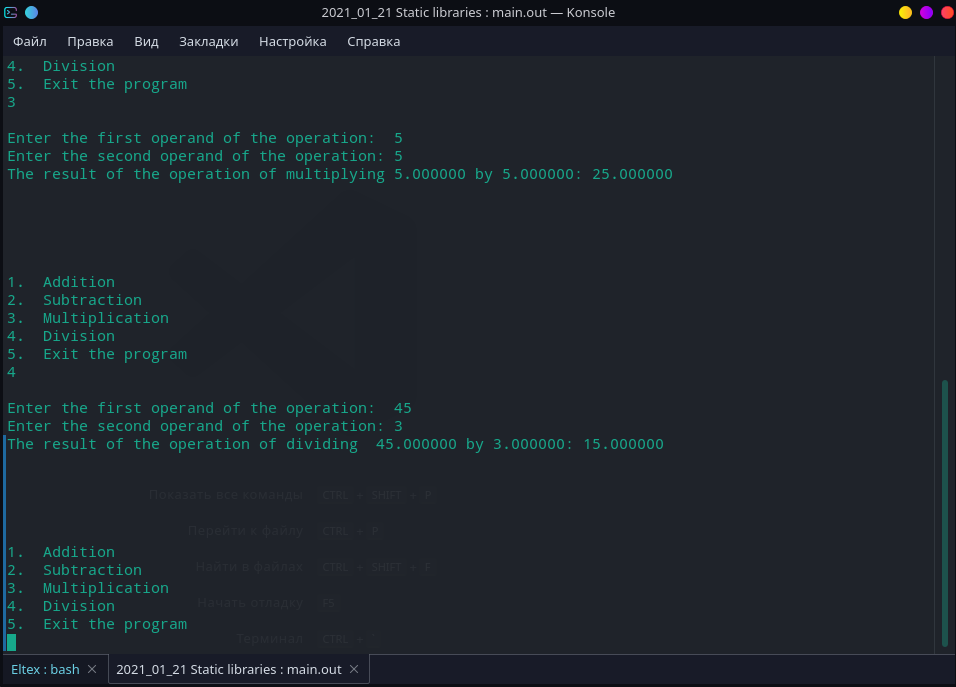 2021_01_21 Static libraries : main.out — Konsole
Файл Правка Вид Закладки Настройка Справка
4.  Division
5.  Exit the program
3
Enter the first operand of the operation:  5
Enter the second operand of the operation: 5
The result of the operation of multiplying 5.000000 by 5.000000: 25.000000
1.  Addition
2.  Subtraction
3.  Multiplication
4.  Division
5.  Exit the program
4
Enter the first operand of the operation:  45
Enter the second operand of the operation: 3
The result of the operation of dividing  45.000000 by 3.000000: 15.000000
Показать все команды CTRL + SHIFT + P
Перейти к файлу CTRL + P
1.  Addition
2.  Subtraction
Найти в файлах CTRL + SHIFT + F
3.  Multiplication
4.  Division
Начать отладку F5
5.  Exit the program
Терминал CTRL +
Eltex : bash
2021_01_21 Static libraries : main.out